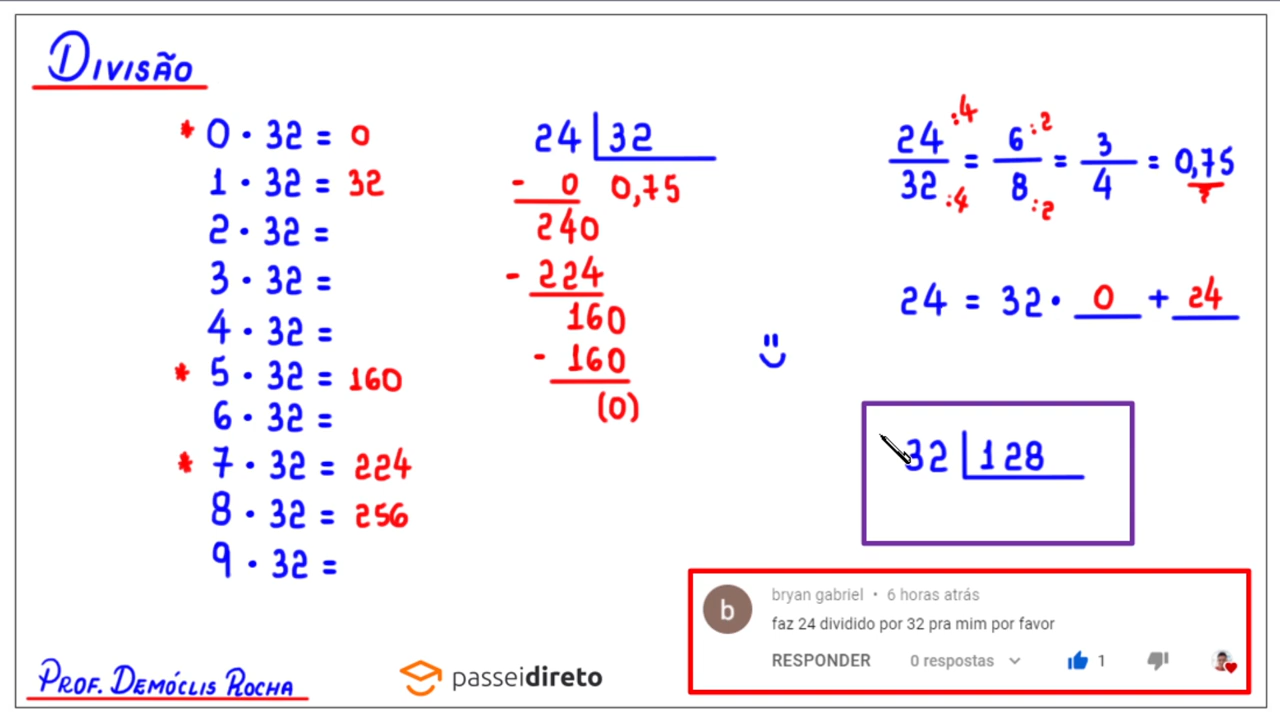 DIVISÃO
* 0 · 32 = 0
1 · 32 = 32
2 · 32 =
3 · 32 =
4 · 32 =
* 5 · 32 = 160
6 · 32 =
* 7 · 32 = 224
8 · 32 = 256
9 · 32 =
24 32
- 0 0,75
240
- 224
160
- 160
(0)
24/32 = 6/8 = 3/4 = 0,75
:4 :2
:4 :2
24 = 32 · 0 + 24
32 128
b
bryan gabriel • 6 horas atrás
faz 24 dividido por 32 pra mim por favor
RESPONDER 0 respostas 1
PROF. DEMÓCLIS ROCHA
passeidireto